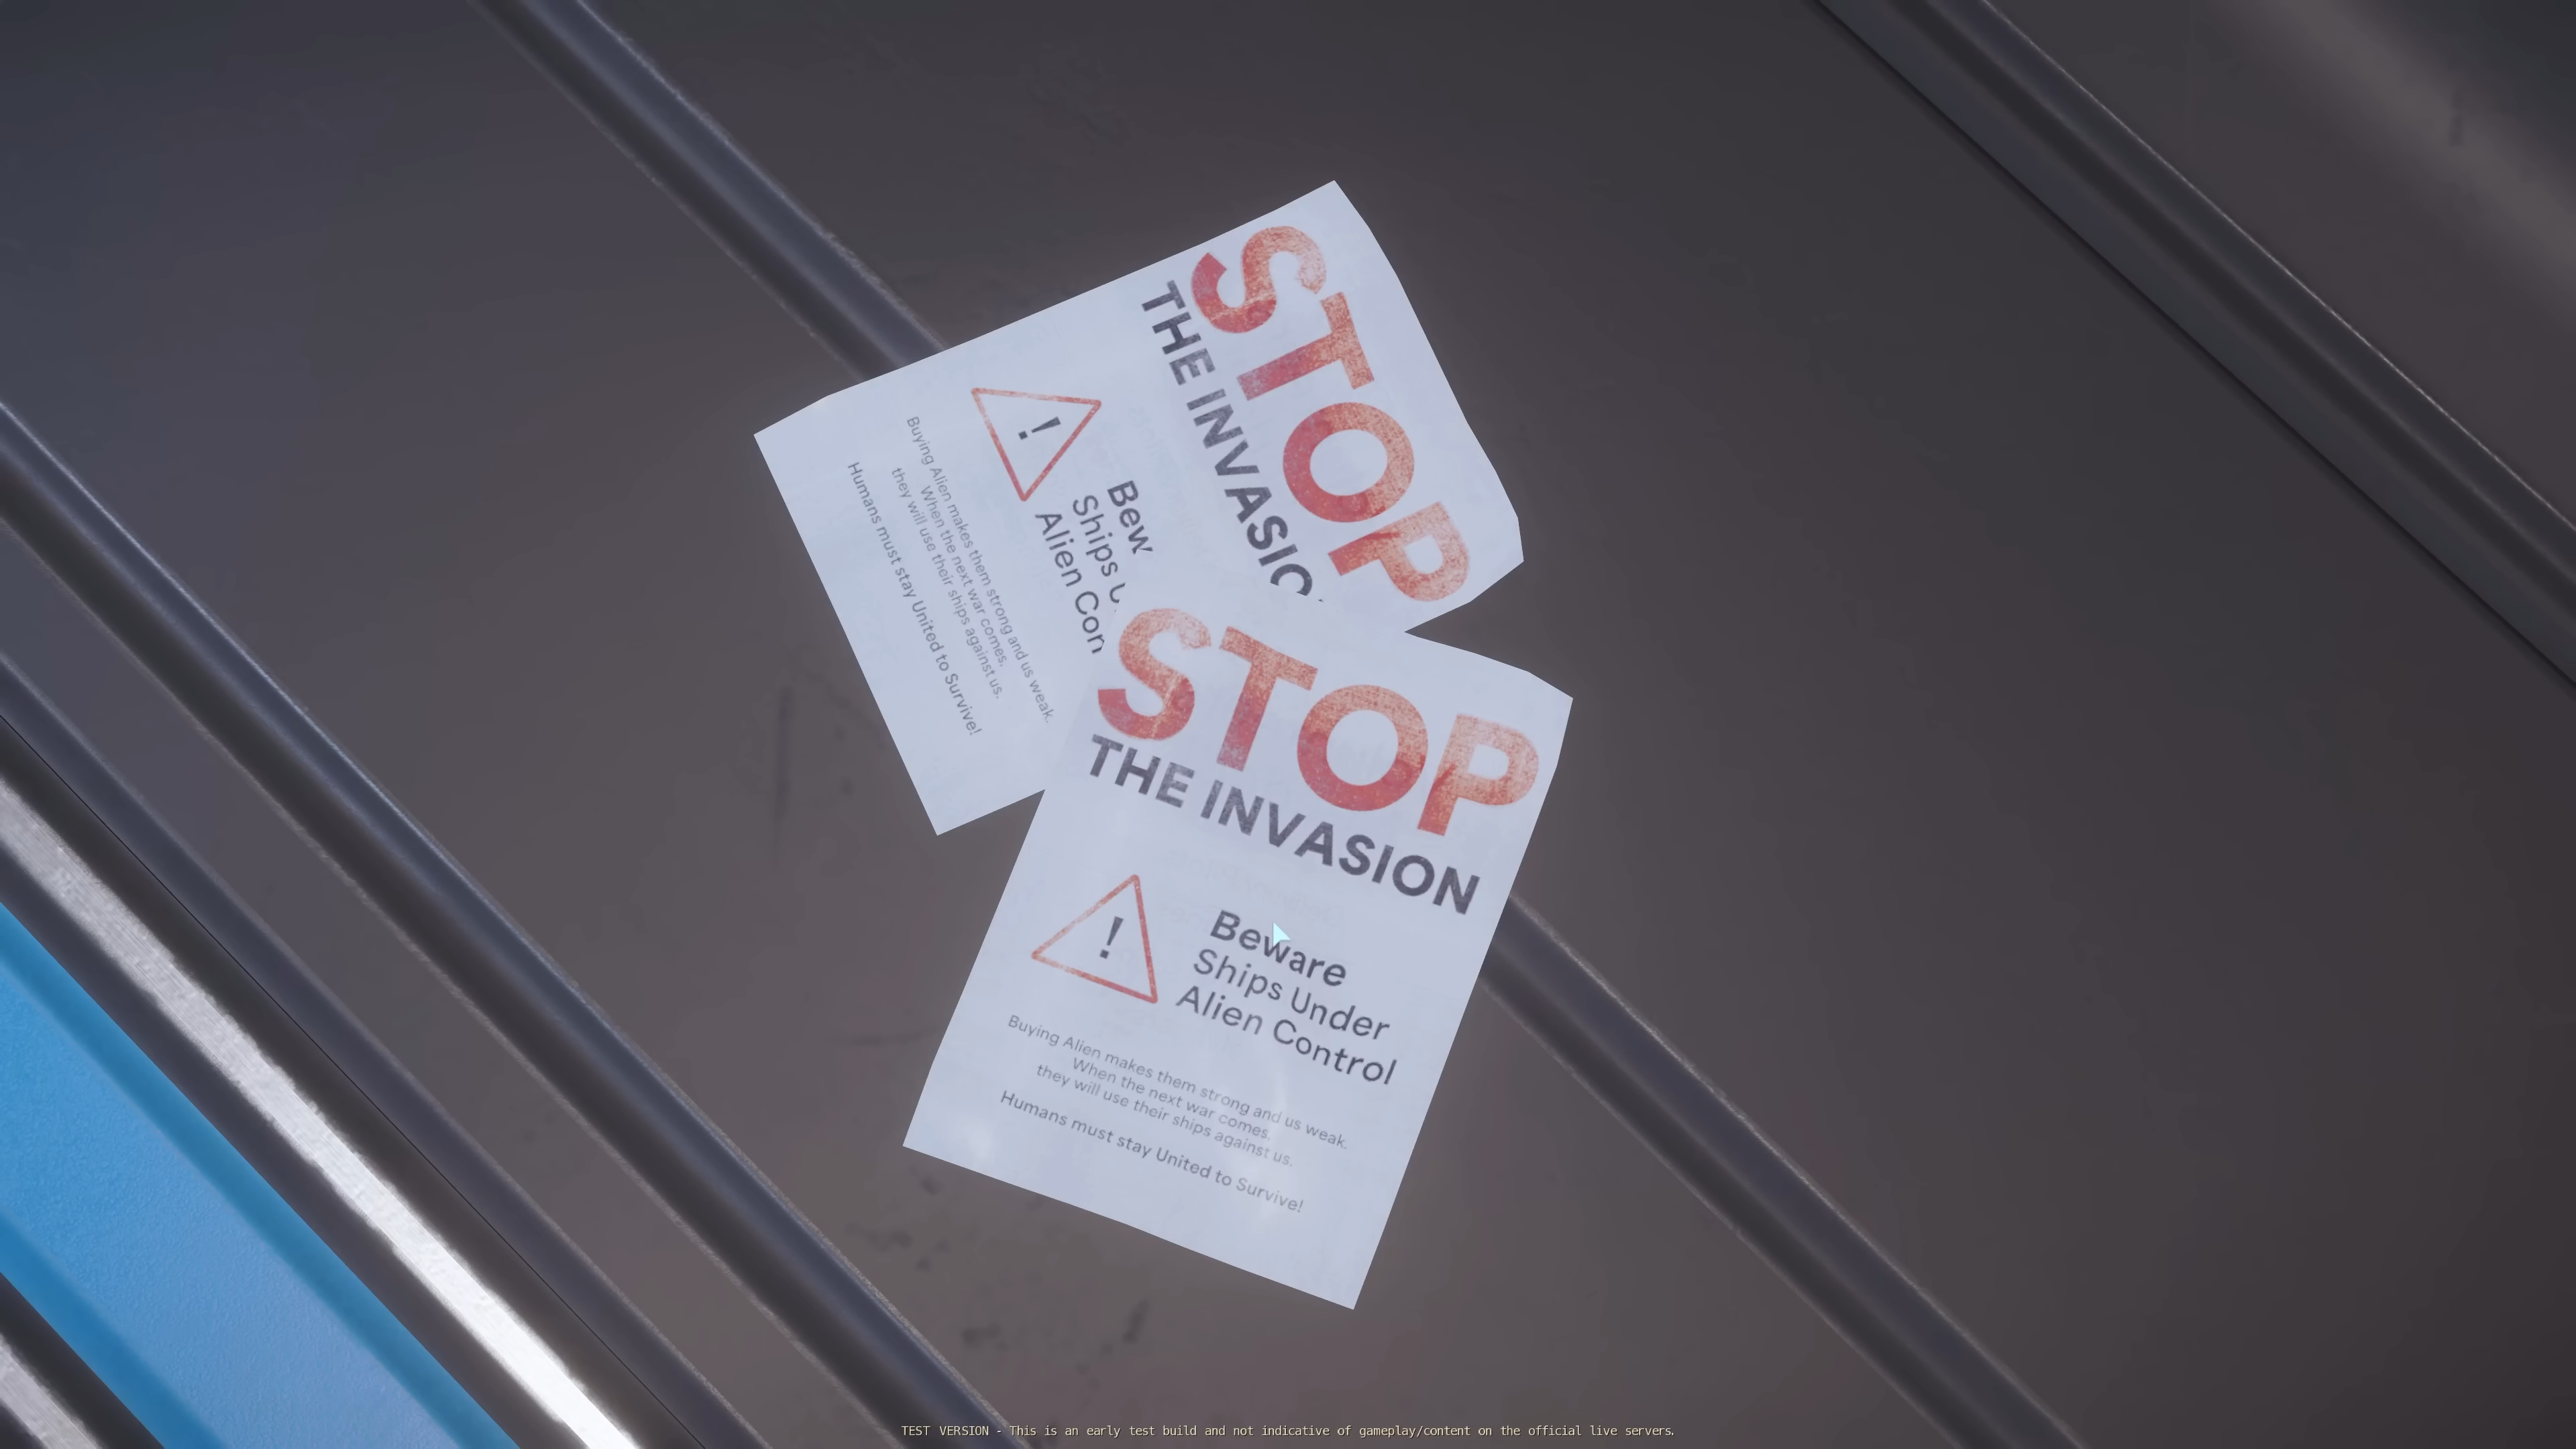 STOP
THE INVASIO
!
Bew
Ships U
Alien Con
Buying Alien makes them strong and us weak.
When the next war comes,
they will use their ships against us.
Humans must stay United to Survive!
STOP
THE INVASION
!
Beware
Ships Under
Alien Control
Buying Alien makes them strong and us weak.
When the next war comes,
they will use their ships against us.
Humans must stay United to Survive!
TEST VERSION - This is an early test build and not indicative of gameplay/content on the official live servers.